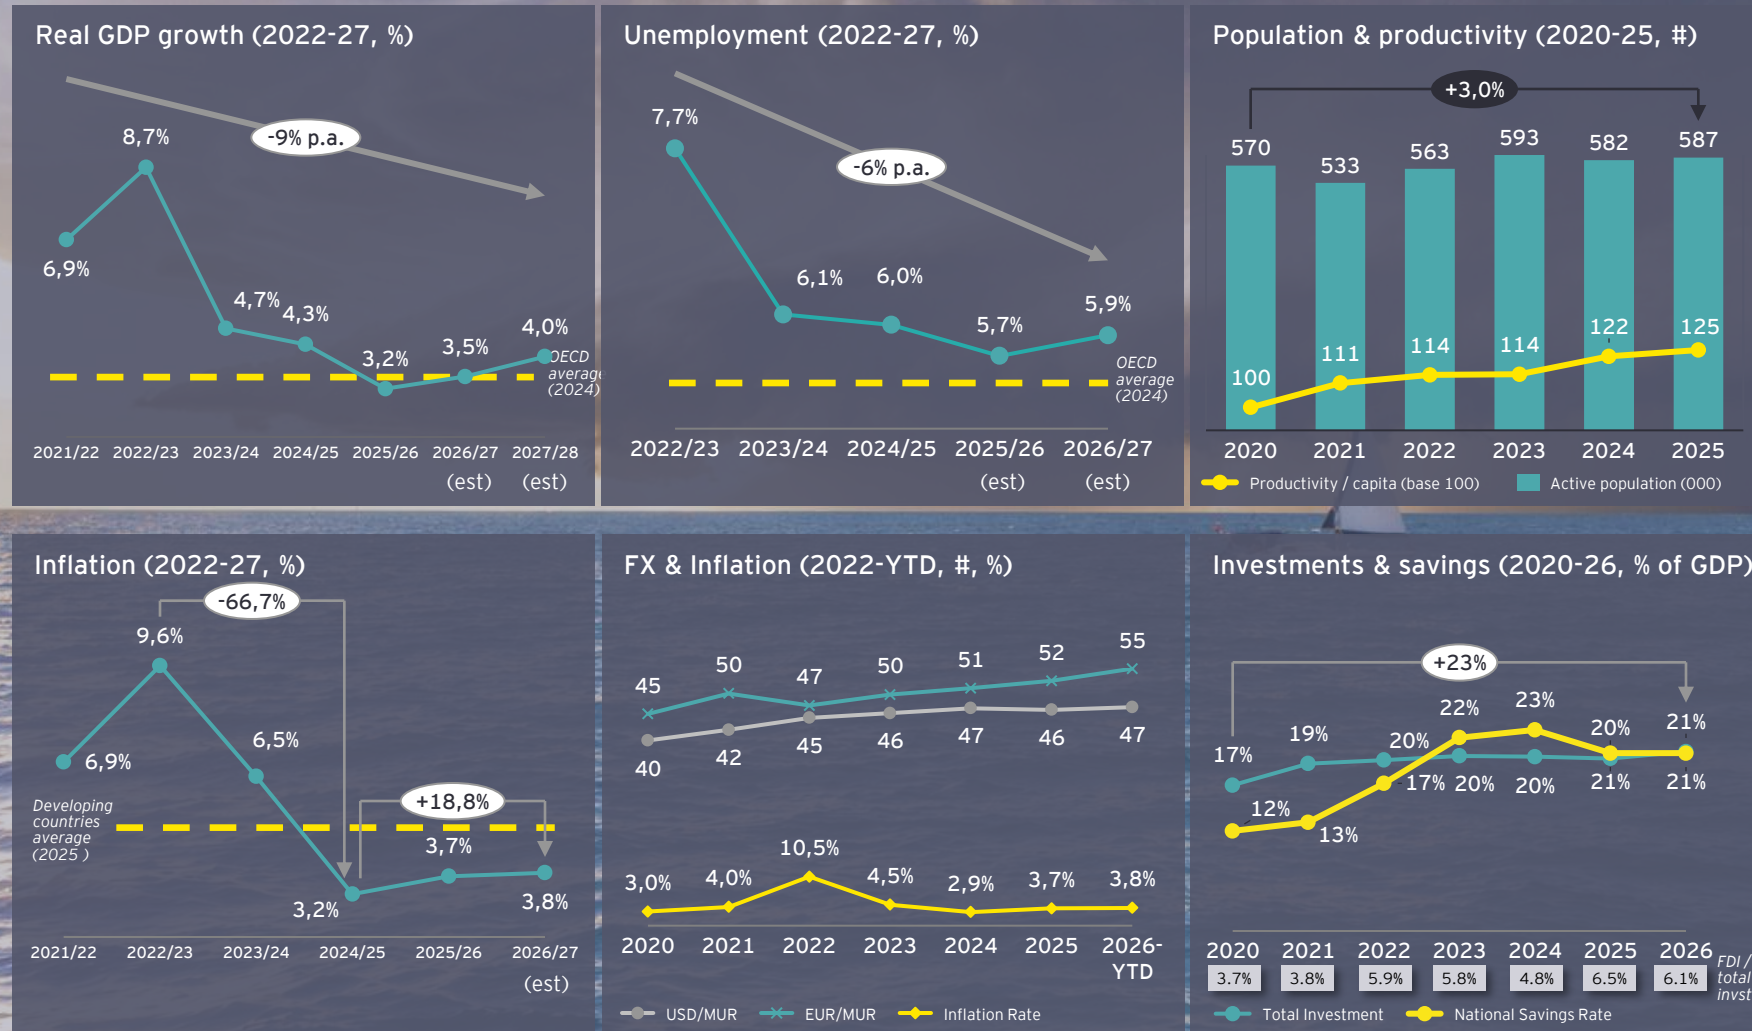 Real GDP growth (2022-27, %)
-9% p.a.
6,9%
8,7%
4,7%
4,3%
3,2%
3,5%
4,0%
OECD
average
(2024)
2021/22 2022/23 2023/24 2024/25 2025/26 2026/27 2027/28
(est) (est)
Unemployment (2022-27, %)
-6% p.a.
7,7%
6,1%
6,0%
5,7%
5,9%
OECD
average
(2024)
2022/23 2023/24 2024/25 2025/26 2026/27
(est) (est)
Population & productivity (2020-25, #)
+3,0%
570 533 563 593 582 587
100 111 114 114 122 125
2020 2021 2022 2023 2024 2025
Productivity / capita (base 100) Active population (000)
Inflation (2022-27, %)
-66,7%
9,6%
6,9%
6,5%
+18,8%
Developing
countries
average
(2025 )
3,2%
3,7%
3,8%
2021/22 2022/23 2023/24 2024/25 2025/26 2026/27
(est)
FX & Inflation (2022-YTD, #, %)
45 50 47 50 51 52 55
40 42 45 46 47 46 47
3,0% 4,0% 10,5% 4,5% 2,9% 3,7% 3,8%
2020 2021 2022 2023 2024 2025 2026-
YTD
USD/MUR EUR/MUR Inflation Rate
Investments & savings (2020-26, % of GDP)
+23%
17% 19% 20% 22% 23% 20% 21%
12% 13% 17% 20% 20% 21% 21%
2020 2021 2022 2023 2024 2025 2026
3.7% 3.8% 5.9% 5.8% 4.8% 6.5% 6.1%
FDI /
total
invst
Total Investment National Savings Rate